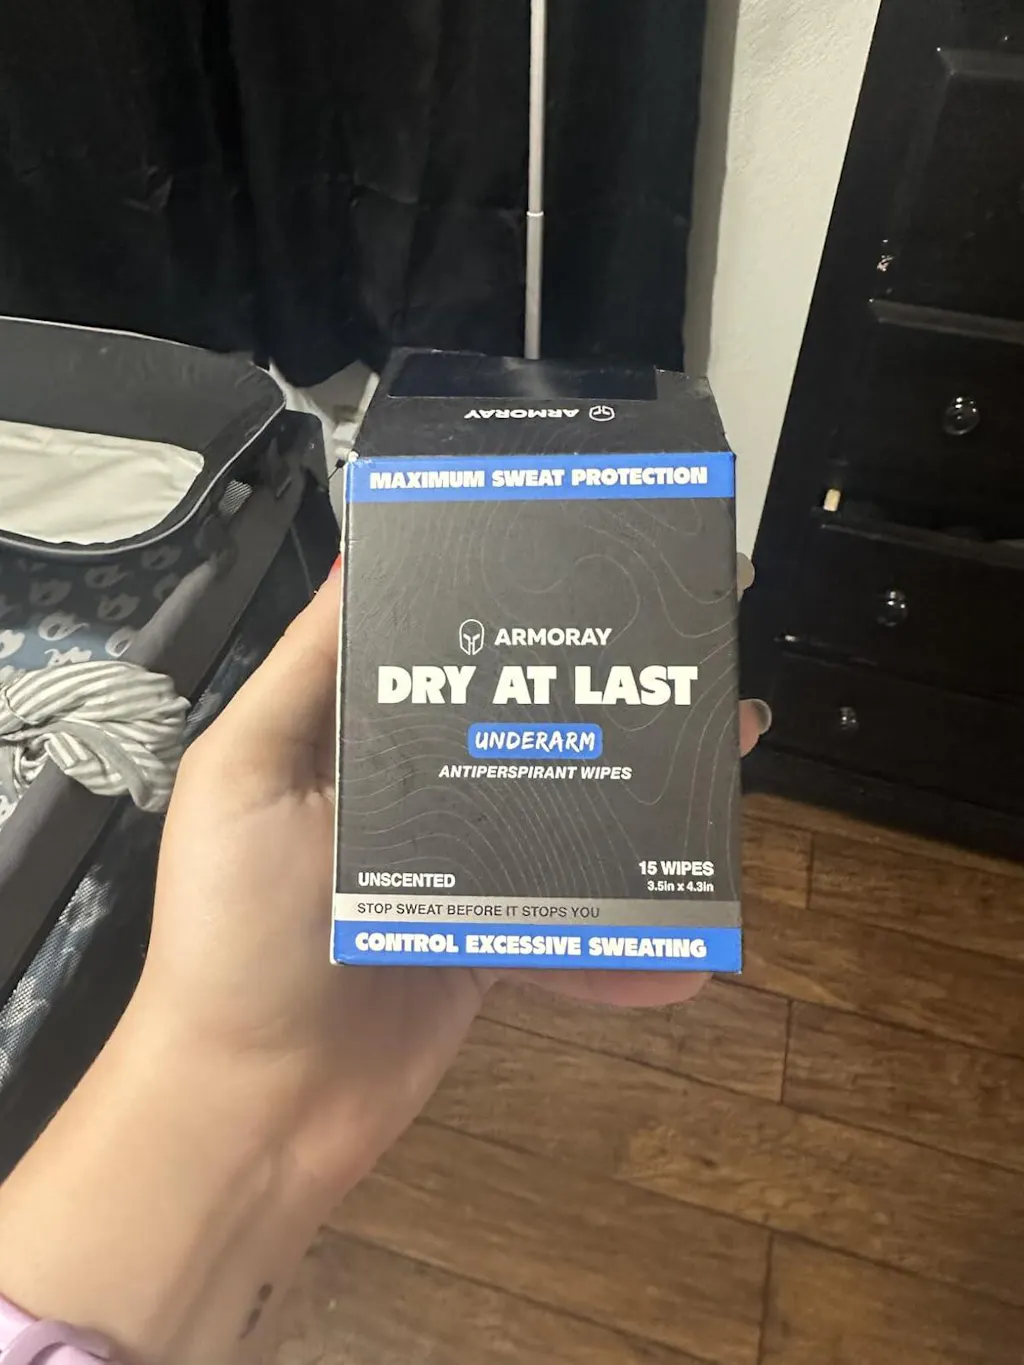 ARMORAY
MAXIMUM SWEAT PROTECTION
ARMORAY
DRY AT LAST
UNDERARM
ANTIPERSPIRANT WIPES
UNSCENTED
15 WIPES
3.5in x 4.3in
STOP SWEAT BEFORE IT STOPS YOU
CONTROL EXCESSIVE SWEATING